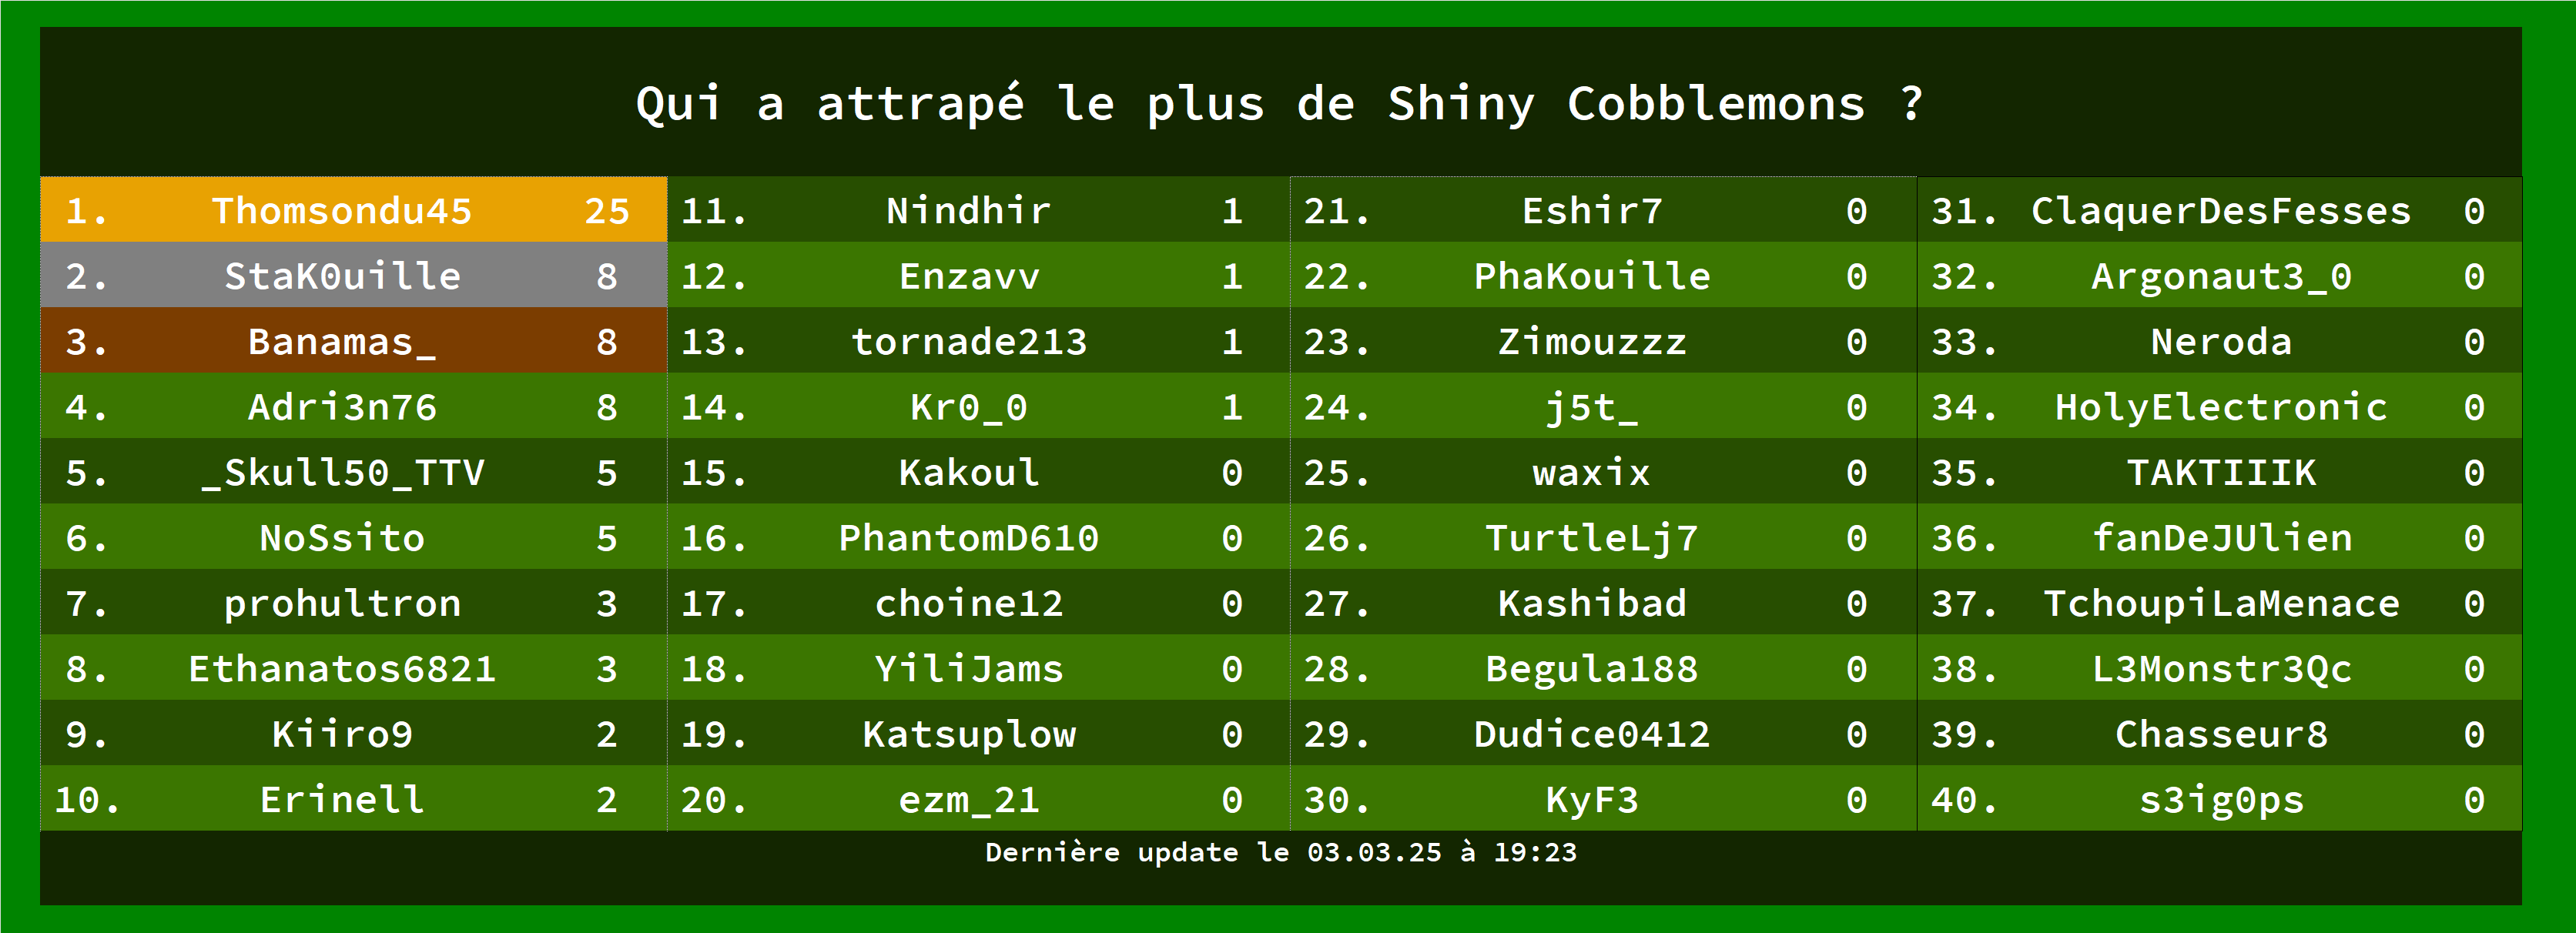 Qui a attrapé le plus de Shiny Cobblemons ?
1. Thomsondu45 25 11. Nindhir 1 21. Eshir7 0 31. ClaquerDesFesses 0
2. StaK0uille 8 12. Enzavv 1 22. PhaKouille 0 32. Argonaut3_0 0
3. Banamas_ 8 13. tornade213 1 23. Zimouzzz 0 33. Neroda 0
4. Adri3n76 8 14. Kr0_0 1 24. j5t_ 0 34. HolyElectronic 0
5. _Skull50_TTV 5 15. Kakoul 0 25. waxix 0 35. TAKTIIIK 0
6. NoSsito 5 16. PhantomD610 0 26. TurtleLj7 0 36. fanDeJUlien 0
7. prohultron 3 17. choine12 0 27. Kashibad 0 37. TchoupiLaMenace 0
8. Ethanatos6821 3 18. YiliJams 0 28. Begula188 0 38. L3Monstr3Qc 0
9. Kiiro9 2 19. Katsuplow 0 29. Dudice0412 0 39. Chasseur8 0
10. Erinell 2 20. ezm_21 0 30. KyF3 0 40. s3ig0ps 0
Dernière update le 03.03.25 à 19:23